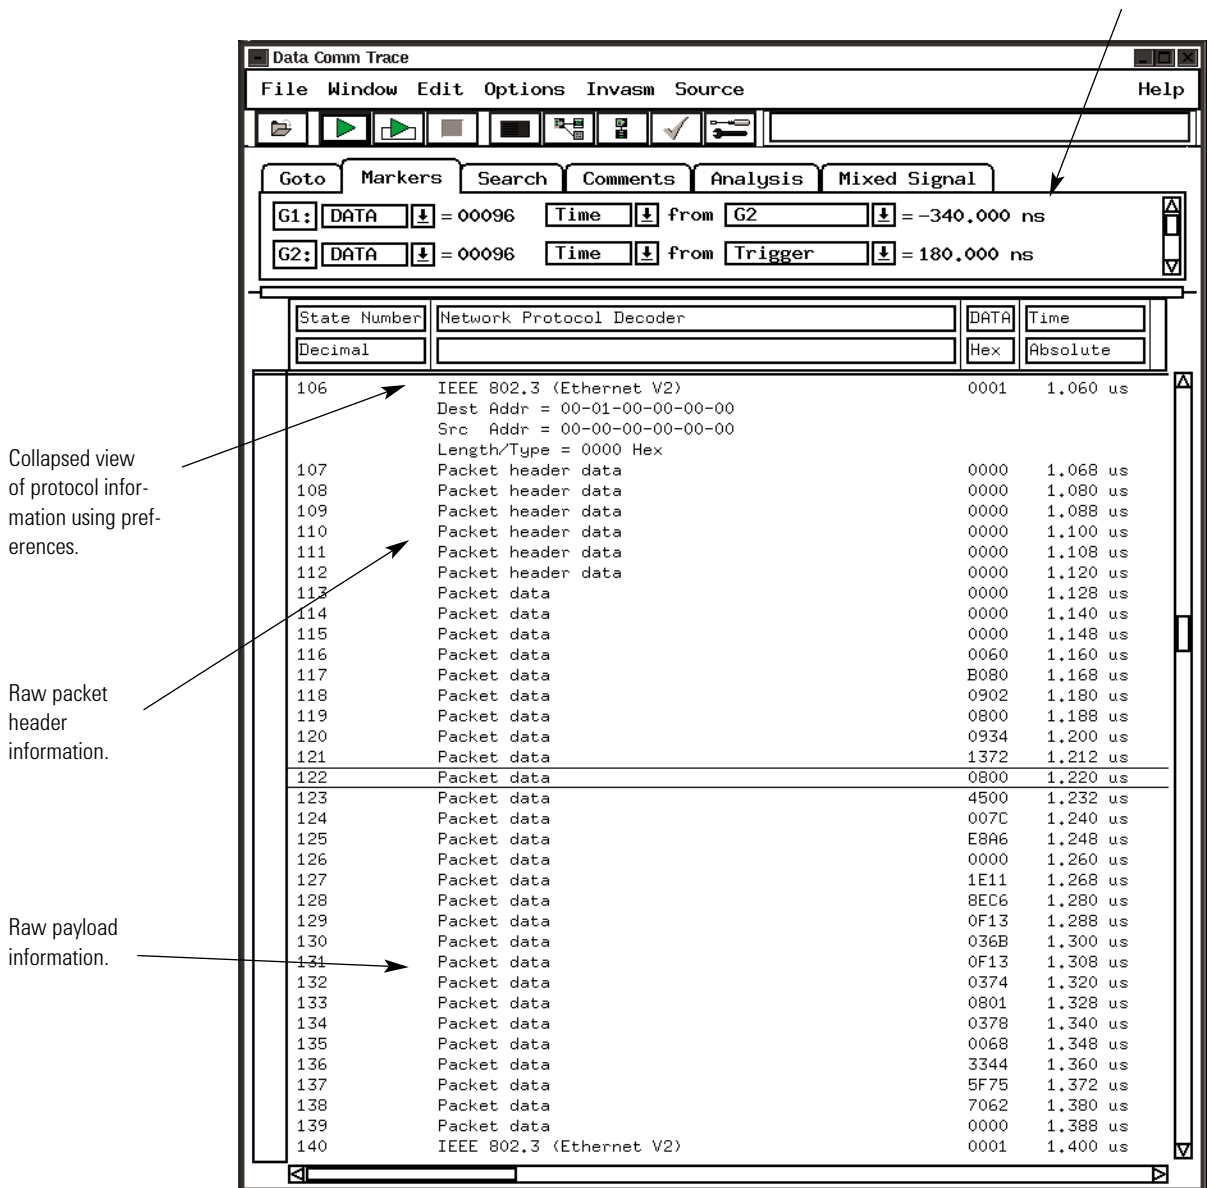 Data Comm Trace
File Window Edit Options Invasm Source Help
Goto Markers Search Comments Analysis Mixed Signal
G1: DATA = 00096 Time from G2 = -340.000 ns
G2: DATA = 00096 Time from Trigger = 180.000 ns
State Number Network Protocol Decoder DATA Time
Decimal Hex Absolute
106 IEEE 802.3 (Ethernet V2) 0001 1.060 us
Dest Addr = 00-01-00-00-00-00
Src Addr = 00-00-00-00-00-00
Length/Type = 0000 Hex
107 Packet header data 0000 1.068 us
108 Packet header data 0000 1.080 us
109 Packet header data 0000 1.088 us
110 Packet header data 0000 1.100 us
111 Packet header data 0000 1.108 us
112 Packet header data 0000 1.120 us
113 Packet data 0000 1.128 us
114 Packet data 0000 1.140 us
115 Packet data 0000 1.148 us
116 Packet data 0060 1.160 us
117 Packet data B080 1.168 us
118 Packet data 0902 1.180 us
119 Packet data 0800 1.188 us
120 Packet data 0934 1.200 us
121 Packet data 1372 1.212 us
122 Packet data 0800 1.220 us
123 Packet data 4500 1.232 us
124 Packet data 007C 1.240 us
125 Packet data E8A6 1.248 us
126 Packet data 0000 1.260 us
127 Packet data 1E11 1.268 us
128 Packet data 8EC6 1.280 us
129 Packet data 0F13 1.288 us
130 Packet data 036B 1.300 us
131 Packet data 0F13 1.308 us
132 Packet data 0374 1.320 us
133 Packet data 0801 1.328 us
134 Packet data 0378 1.340 us
135 Packet data 0068 1.348 us
136 Packet data 3344 1.360 us
137 Packet data 5F75 1.372 us
138 Packet data 7062 1.380 us
139 Packet data 0000 1.388 us
140 IEEE 802.3 (Ethernet V2) 0001 1.400 us
Collapsed view
of protocol infor-
mation using pref-
erences.
Raw packet
header
information.
Raw payload
information.